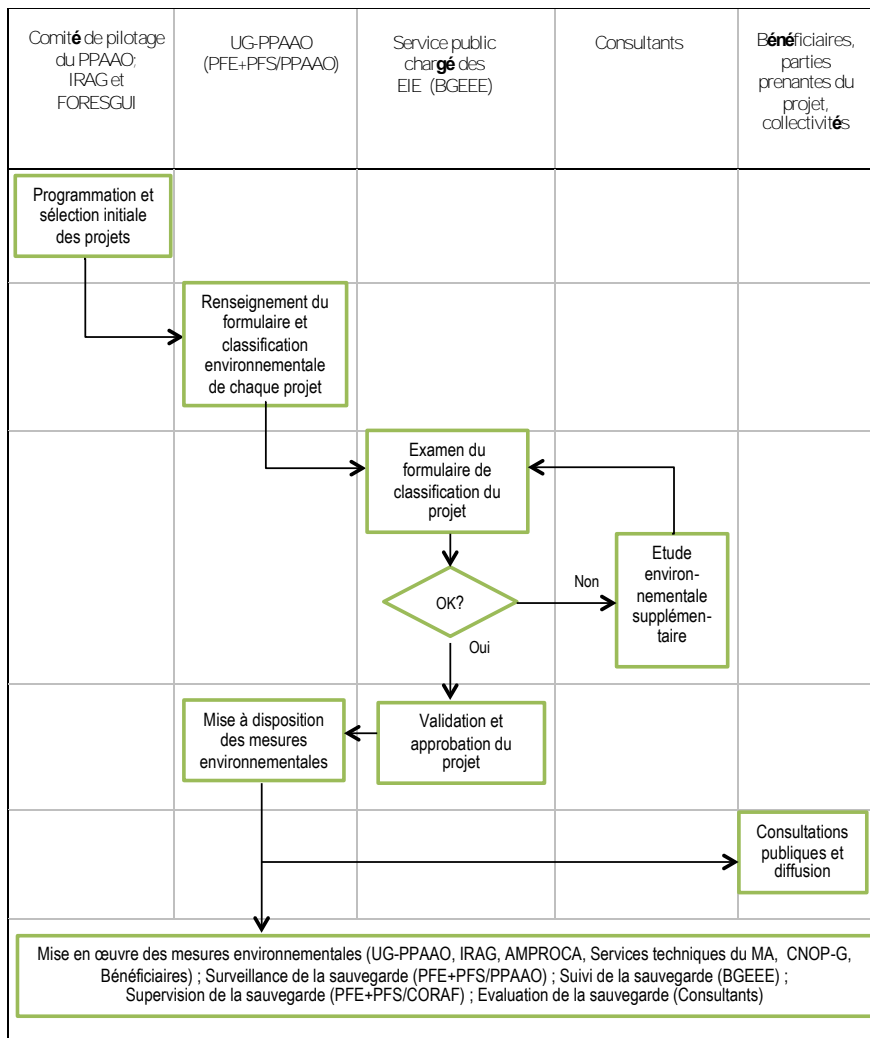 Comité de pilotage
du PPAAO;
IRAG et
FORESGUI
UG-PPAAO
(PFE+PFS/PPAAO)
Service public
chargé des
EIE (BGEEE)
Consultants
Bénéficiaires,
parties
prenantes du
projet,
collectivités
Programmation et
sélection initiale
des projets
Renseignement du
formulaire et
classification
environnementale
de chaque projet
Examen du
formulaire de
classification du
projet
OK?
Non
Oui
Etude
environ-
nementale
supplémen-
taire
Mise à disposition
des mesures
environnementales
Validation et
approbation du
projet
Consultations
publiques et
diffusion
Mise en œuvre des mesures environnementales (UG-PPAAO, IRAG, AMPROCA, Services techniques du MA, CNOP-G,
Bénéficiaires) ; Surveillance de la sauvegarde (PFE+PFS/PPAAO) ; Suivi de la sauvegarde (BGEEE) ;
Supervision de la sauvegarde (PFE+PFS/CORAF) ; Evaluation de la sauvegarde (Consultants)